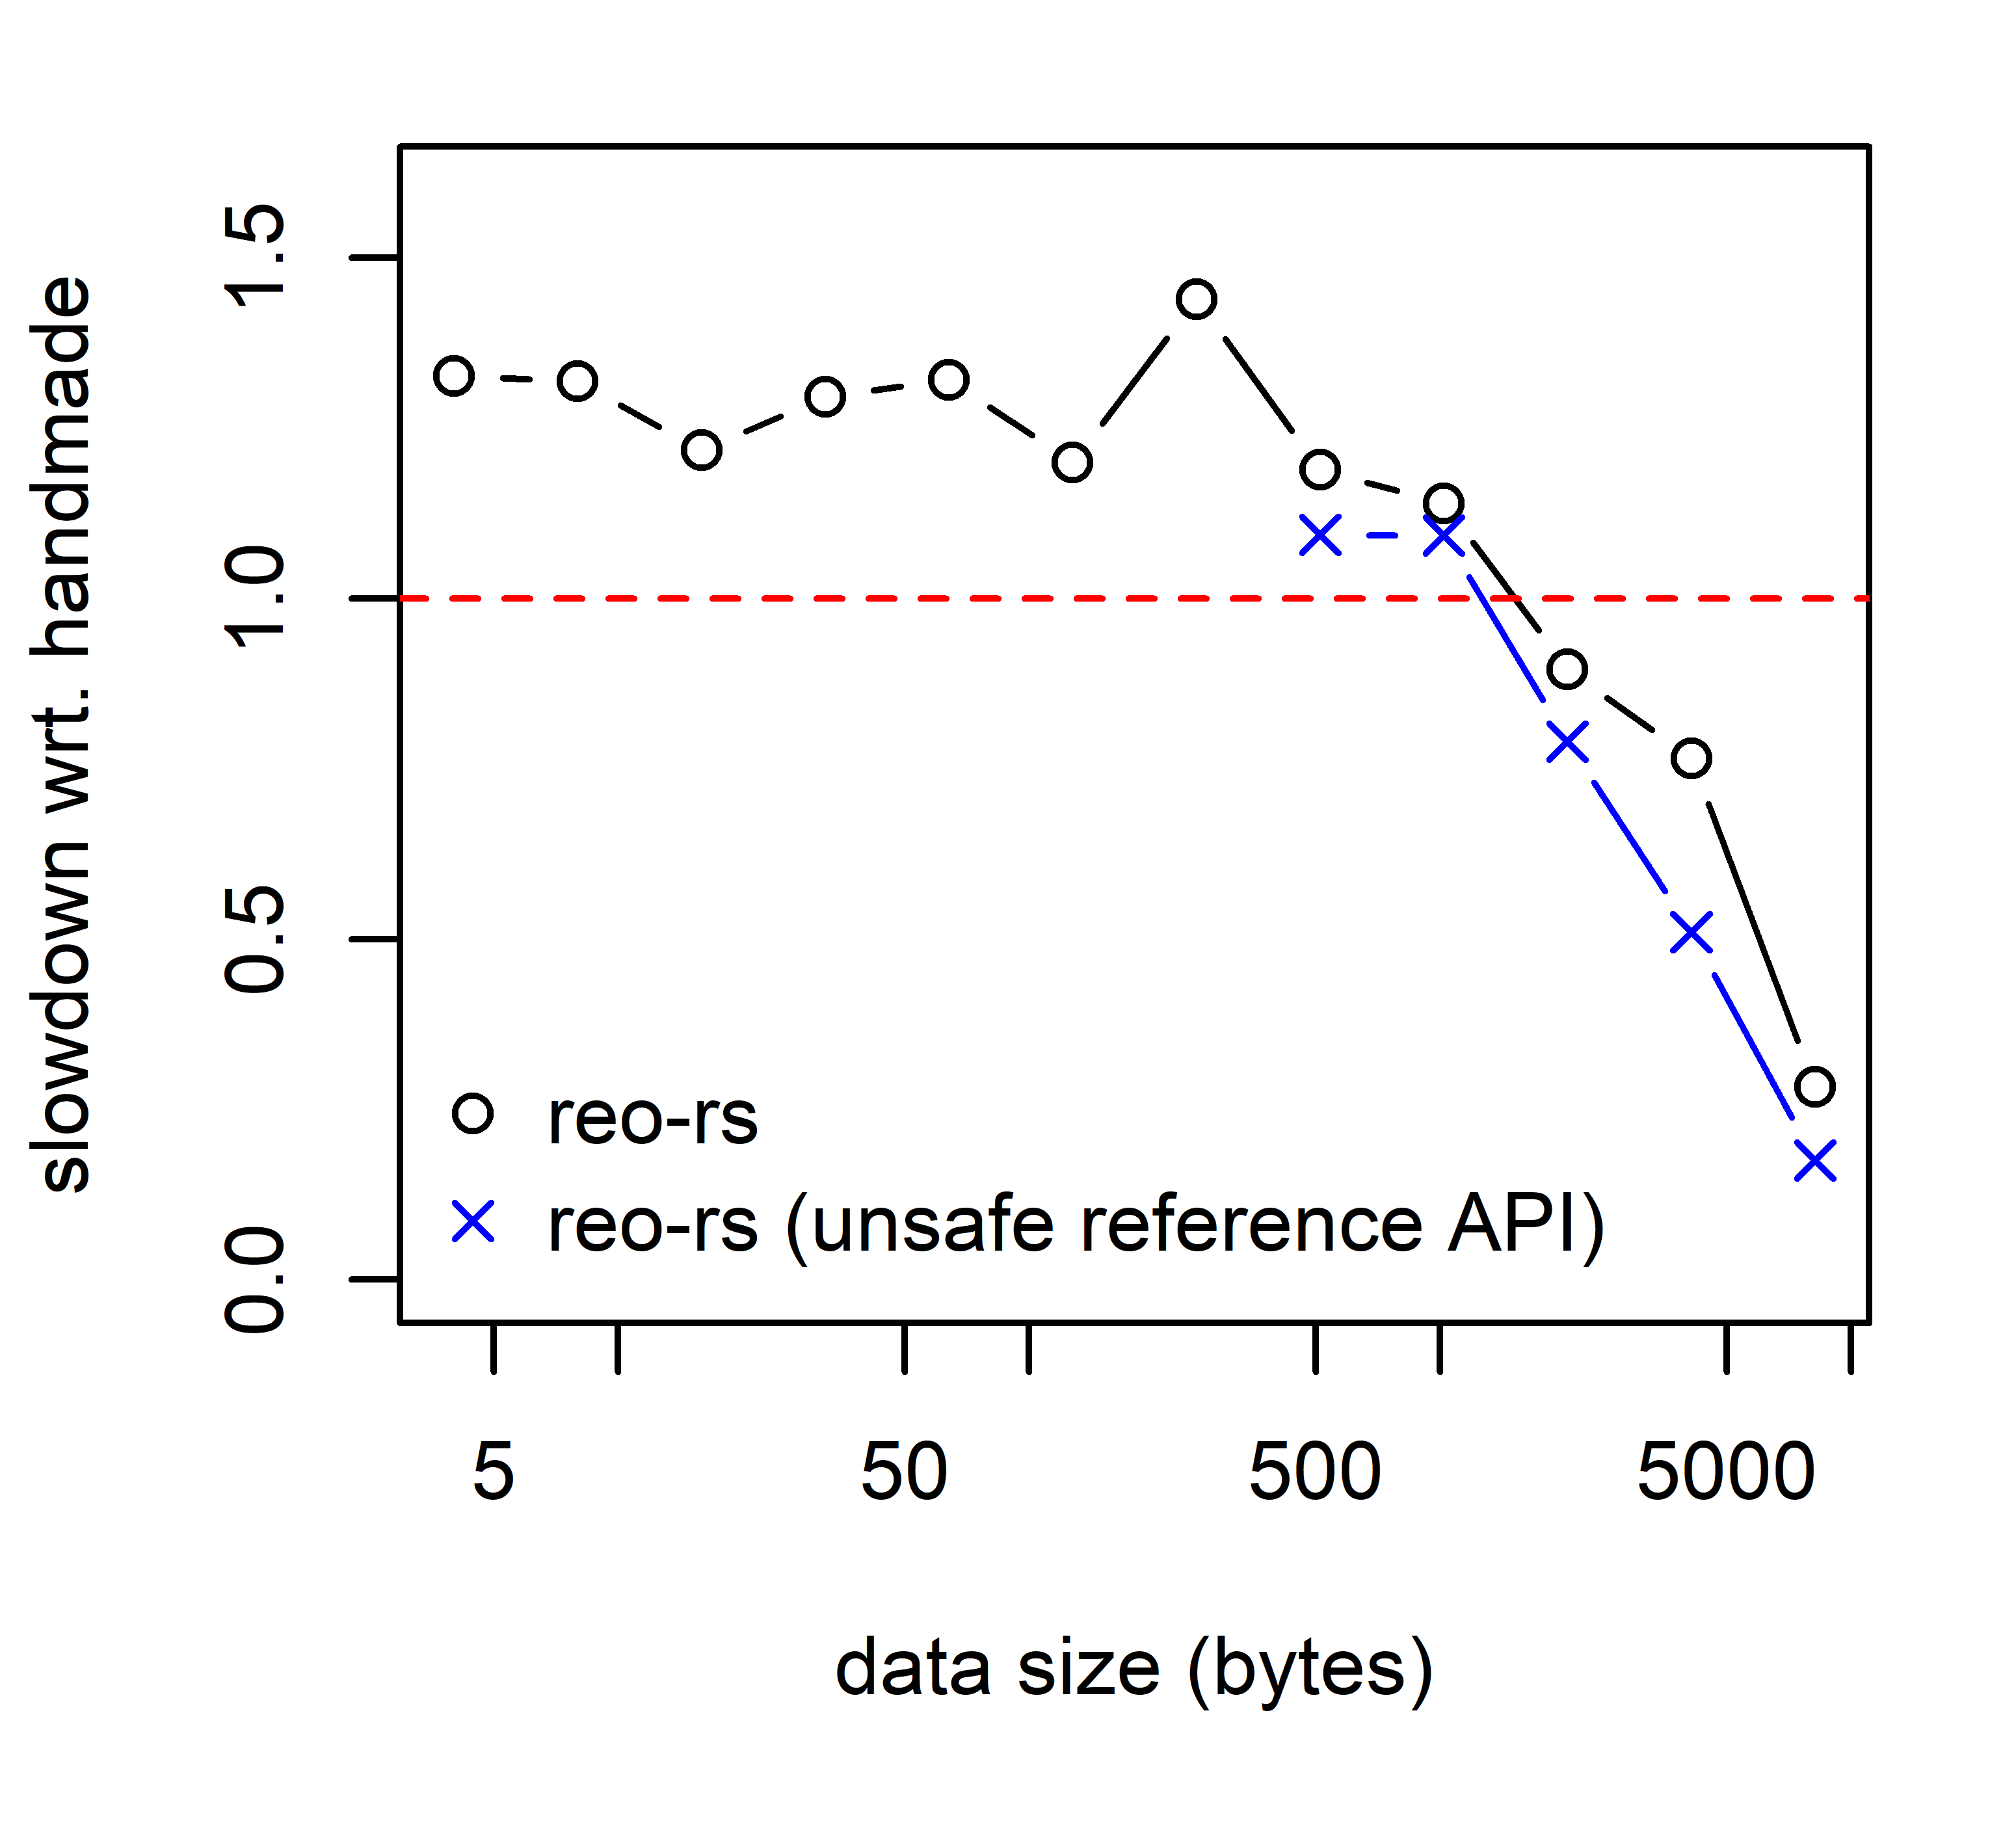 slowdown wrt. handmade
1.5
1.0
0.5
0.0
reo-rs
reo-rs (unsafe reference API)
5 50 500 5000
data size (bytes)